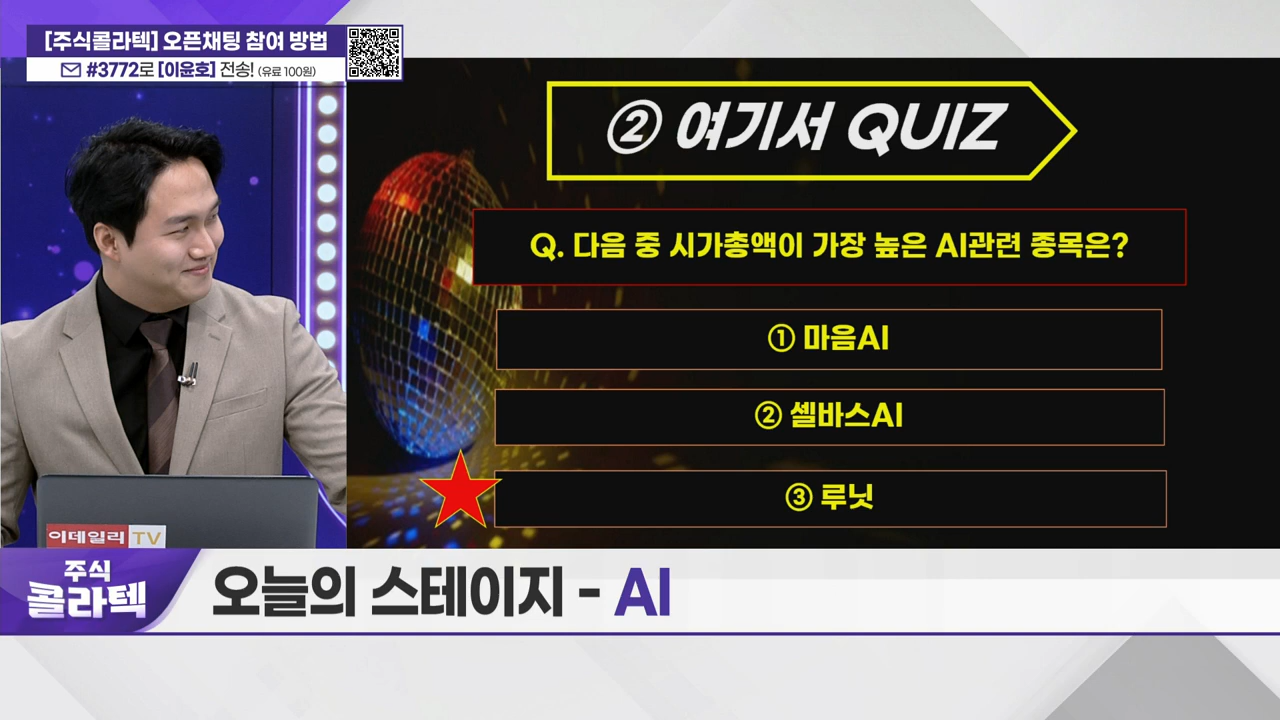 [주식콜라텍] 오픈채팅 참여 방법
#3772로 [이윤호] 전송! (유료 100원)
② 여기서 QUIZ
Q. 다음 중 시가총액이 가장 높은 AI관련 종목은?
① 마음AI
② 셀바스AI
③ 루닛
이데일리 TV
주식
콜라텍
오늘의 스테이지 - AI